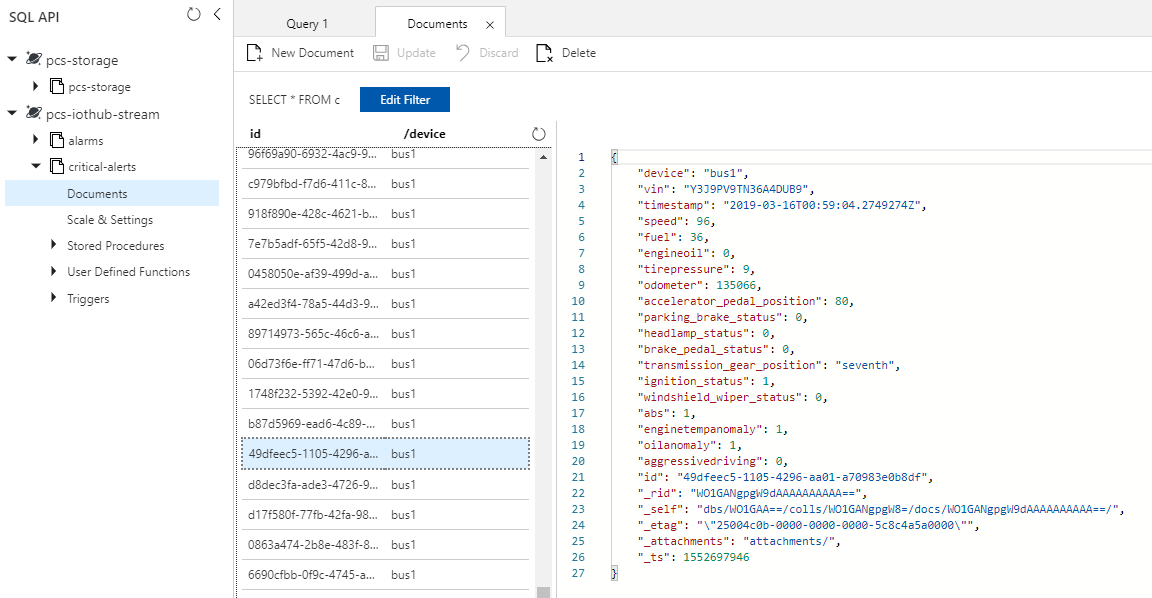 SQL API
pcs-storage
pcs-storage
pcs-iothub-stream
alarms
critical-alerts
Documents
Scale & Settings
Stored Procedures
User Defined Functions
Triggers
Query 1
Documents
New Document Update Discard Delete
SELECT * FROM c Edit Filter
id /device
96f69a90-6932-4ac9-9... bus1
c979bfbd-f7d6-411c-8... bus1
918f890e-428c-4621-b... bus1
7e7b5adf-65f5-42d8-9... bus1
0458050e-af39-499d-a... bus1
a42ed3f4-78a5-44d3-9... bus1
89714973-565c-46c6-a... bus1
06d73f6e-ff71-47d6-b... bus1
1748f232-5392-42e0-9... bus1
b87d5969-ead6-4c89-... bus1
49dfeec5-1105-4296-a... bus1
d8dec3fa-ade3-4726-9... bus1
d17f580f-77fb-42fa-98... bus1
0863a474-2b8e-483f-8... bus1
6690cfbb-0f9c-4745-a... bus1
1 {
2 "device": "bus1",
3 "vin": "Y3J9PV9TN36A4DUB9",
4 "timestamp": "2019-03-16T00:59:04.2749274Z",
5 "speed": 96,
6 "fuel": 36,
7 "engineoil": 0,
8 "tirepressure": 9,
9 "odometer": 135066,
10 "accelerator_pedal_position": 80,
11 "parking_brake_status": 0,
12 "headlamp_status": 0,
13 "brake_pedal_status": 0,
14 "transmission_gear_position": "seventh",
15 "ignition_status": 1,
16 "windshield_wiper_status": 0,
17 "abs": 1,
18 "enginetempanomaly": 1,
19 "oilanomaly": 1,
20 "aggressivedriving": 0,
21 "id": "49dfeec5-1105-4296-aa01-a70983e0b8df",
22 "_rid": "WO1GANgpgW9dAAAAAAAAAA==",
23 "_self": "dbs/WO1GAA==/colls/WO1GANgpgW8=/docs/WO1GANgpgW9dAAAAAAAAAA==/",
24 "_etag": "\"25004c0b-0000-0000-0000-5c8c4a5a0000\"",
25 "_attachments": "attachments/",
26 "_ts": 1552697946
27 }